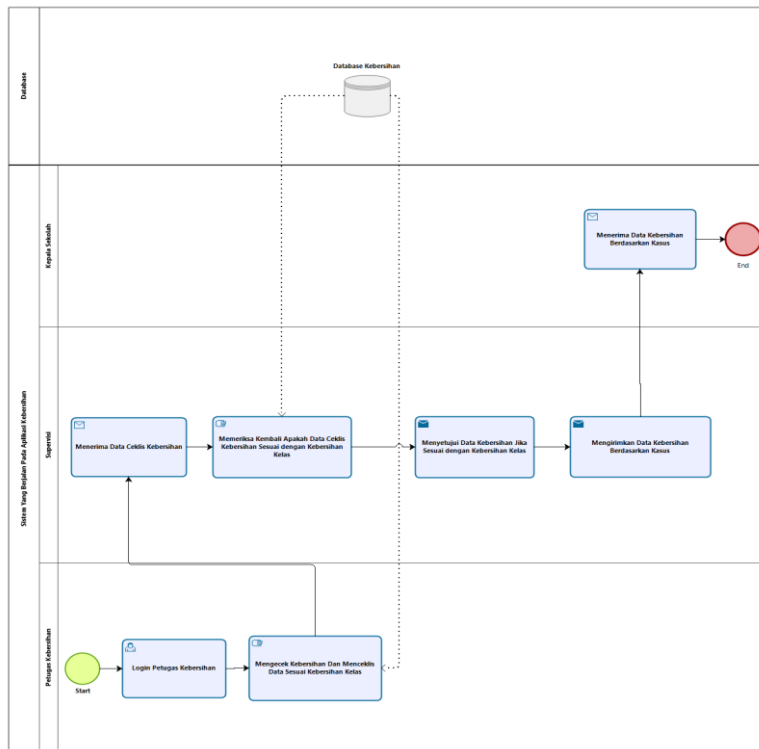 Database
Database Kebersihan
Sistem Yang Berjalan Pada Aplikasi Kebersihan
Kepala Sekolah
Menerima Data Kebersihan
Berdasarkan Kasus
End
Supervisi
Menerima Data Ceklis Kebersihan
Memeriksa Kembali Apakah Data Ceklis
Kebersihan Sesuai dengan Kebersihan
Kelas
Menyetujui Data Kebersihan Jika
Sesuai dengan Kebersihan Kelas
Mengirimkan Data Kebersihan
Berdasarkan Kasus
Petugas Kebersihan
Start
Login Petugas Kebersihan
Mengecek Kebersihan Dan Menceklis
Data Sesuai Kebersihan Kelas